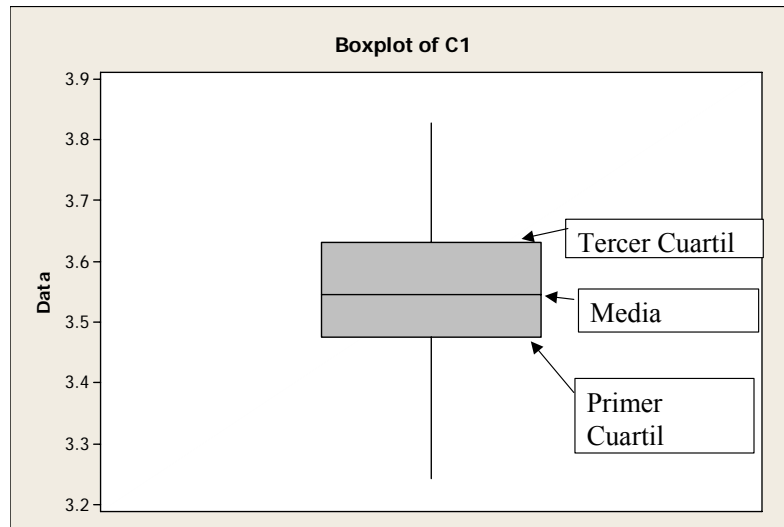 Boxplot of C1
3.9
3.8
3.7
3.6
3.5
3.4
3.3
3.2
Data
Tercer Cuartil
Media
Primer
Cuartil